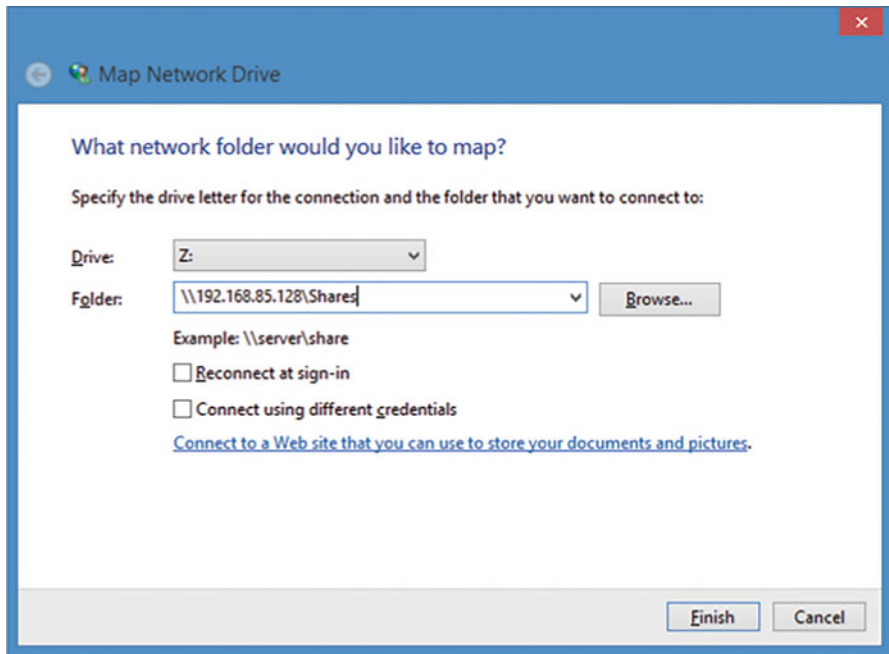 Map Network Drive
What network folder would you like to map?
Specify the drive letter for the connection and the folder that you want to connect to:
Drive: Z:
Folder: \\192.168.85.128\Shares Browse...
Example: \\server\share
Reconnect at sign-in
Connect using different credentials
Connect to a Web site that you can use to store your documents and pictures.
Finish Cancel